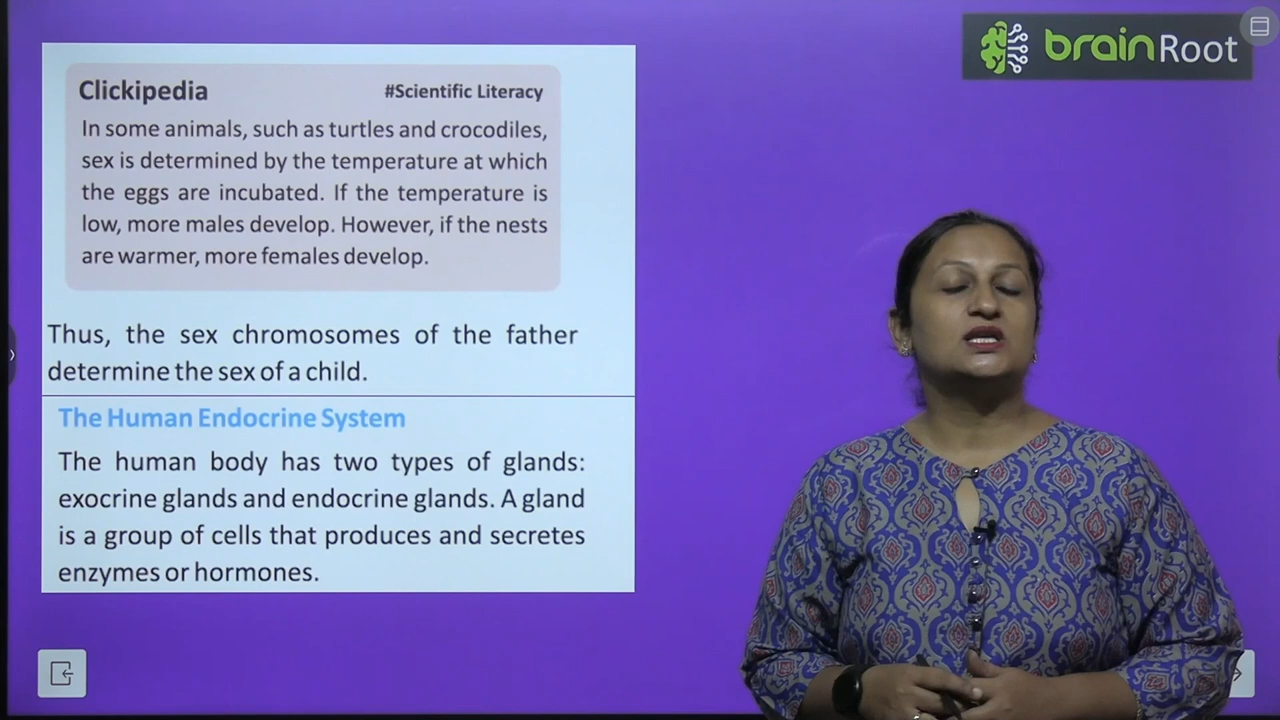 brainRoot
Clickipedia #Scientific Literacy
In some animals, such as turtles and crocodiles,
sex is determined by the temperature at which
the eggs are incubated. If the temperature is
low, more males develop. However, if the nests
are warmer, more females develop.
Thus, the sex chromosomes of the father
determine the sex of a child.
The Human Endocrine System
The human body has two types of glands:
exocrine glands and endocrine glands. A gland
is a group of cells that produces and secretes
enzymes or hormones.